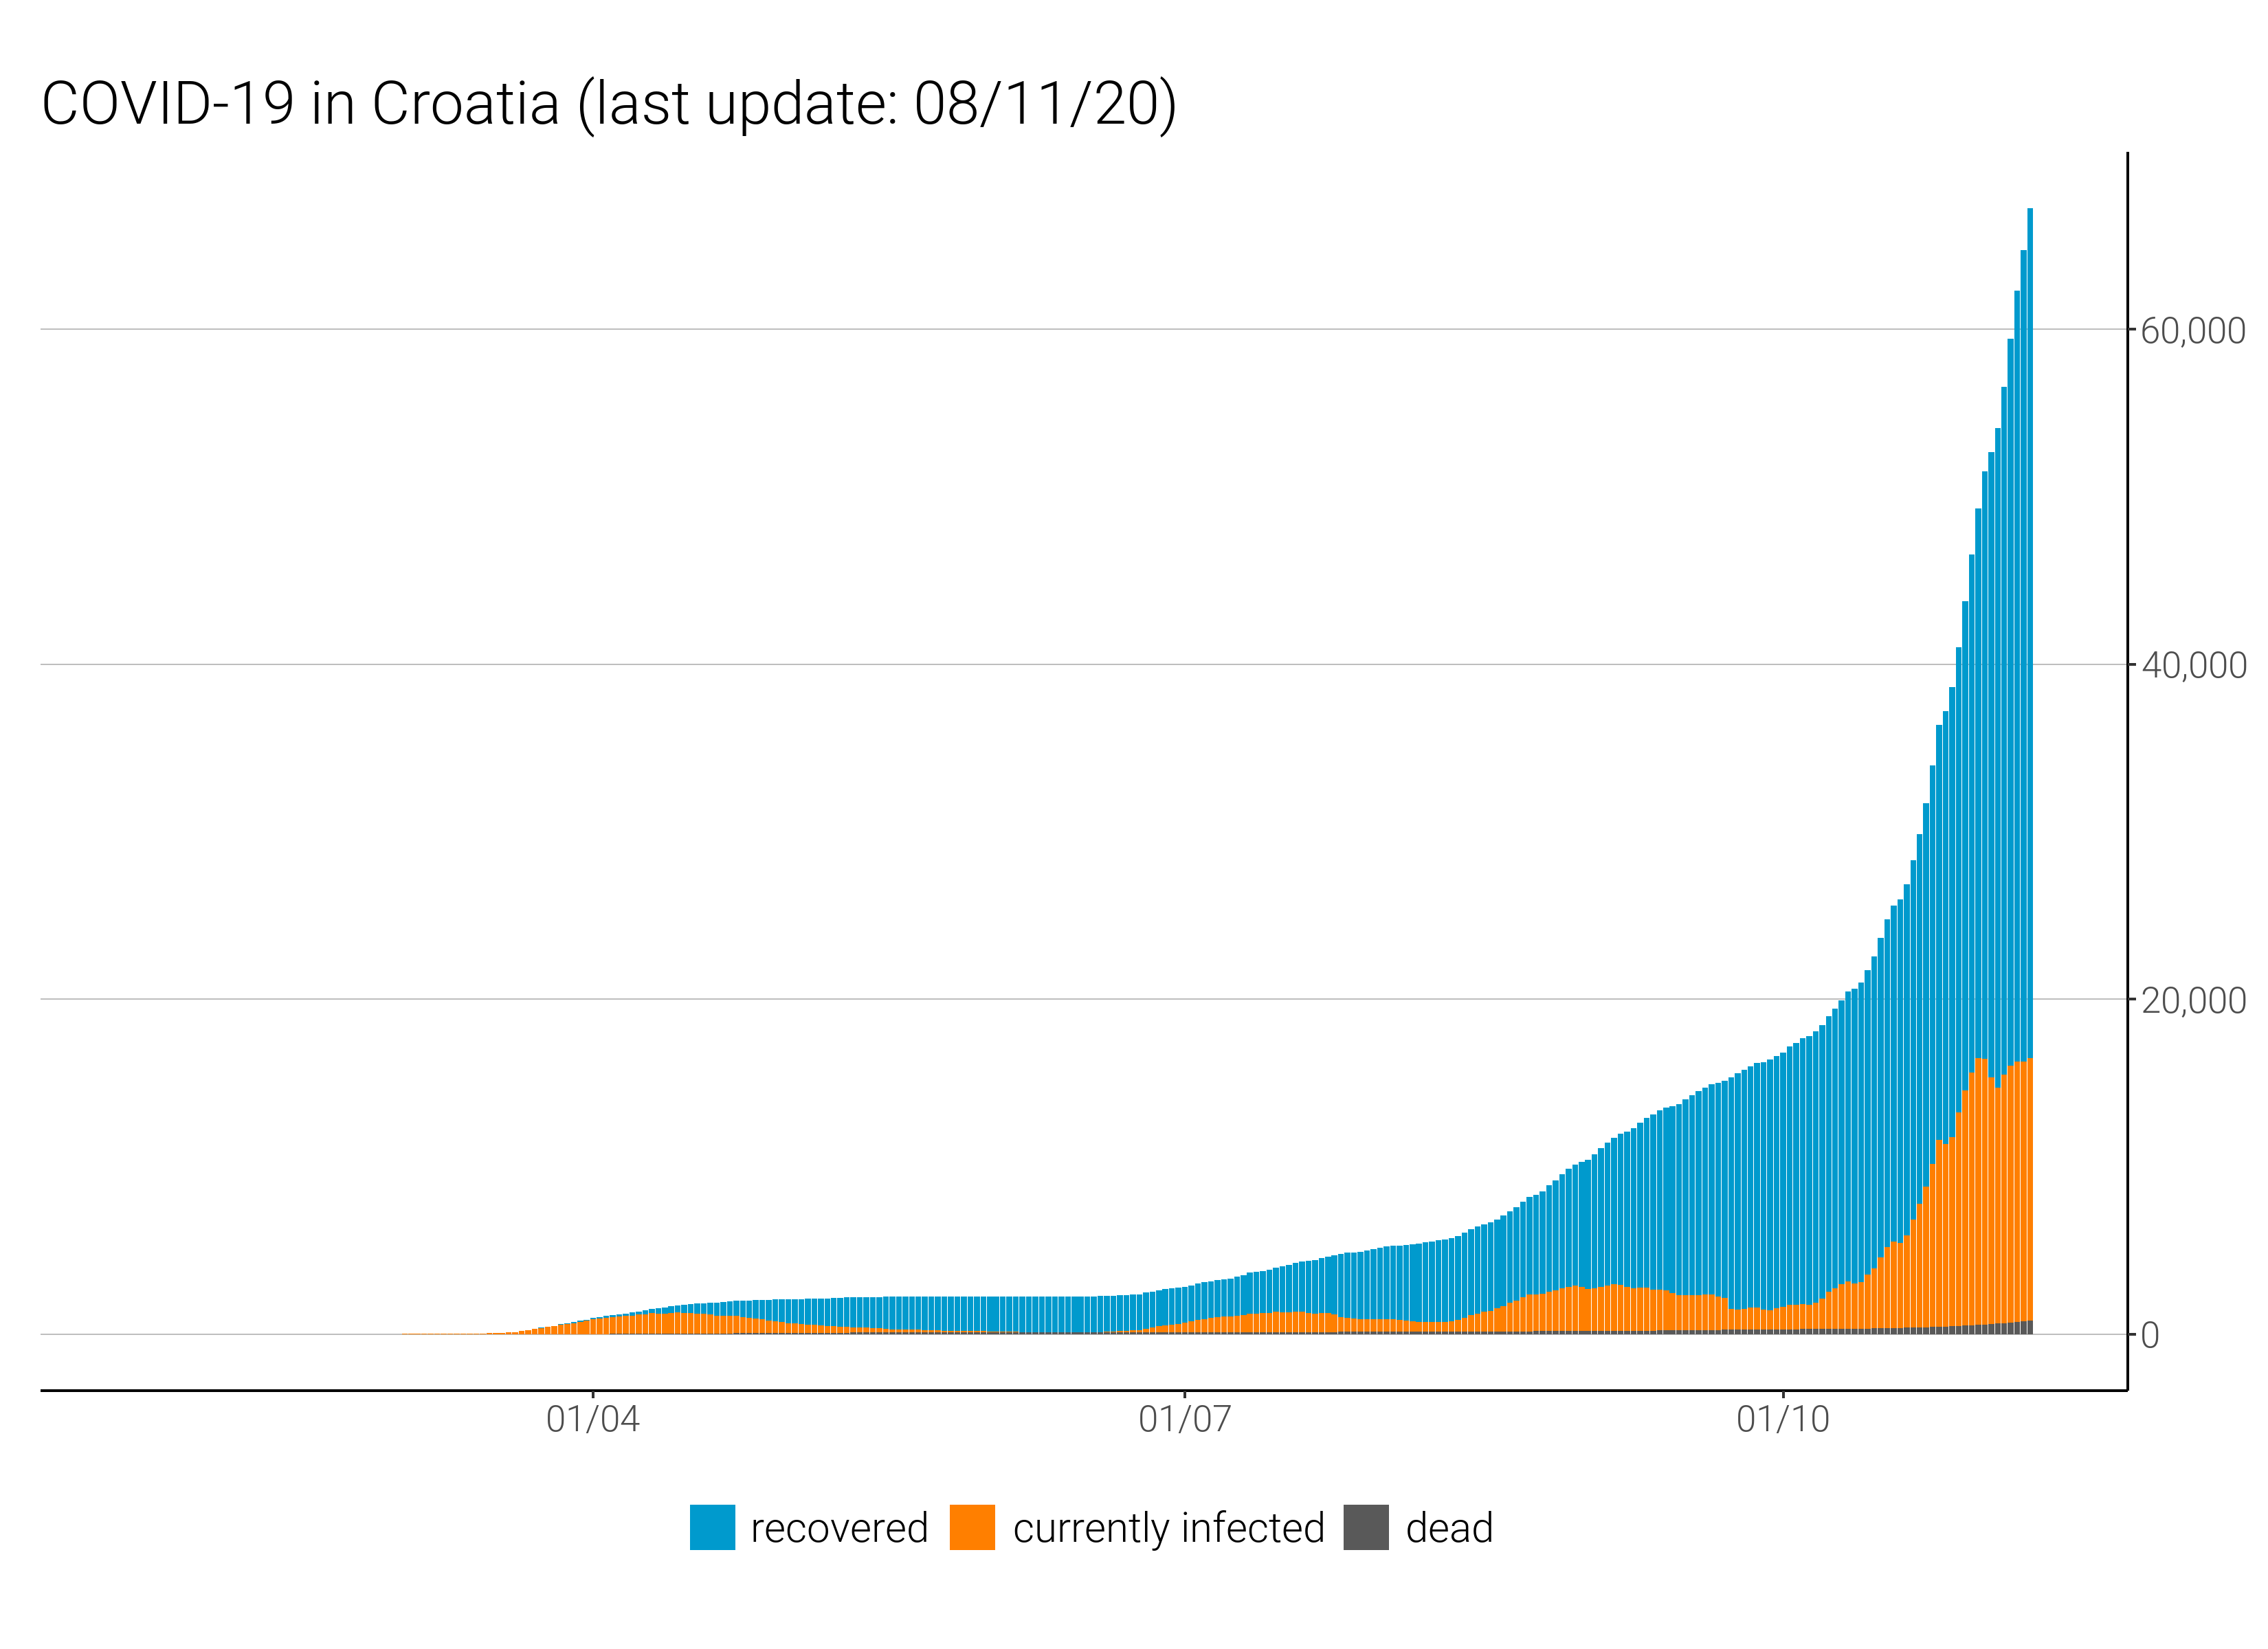 COVID-19 in Croatia (last update: 08/11/20)
60,000
40,000
20,000
0
01/04 01/07 01/10
recovered currently infected dead